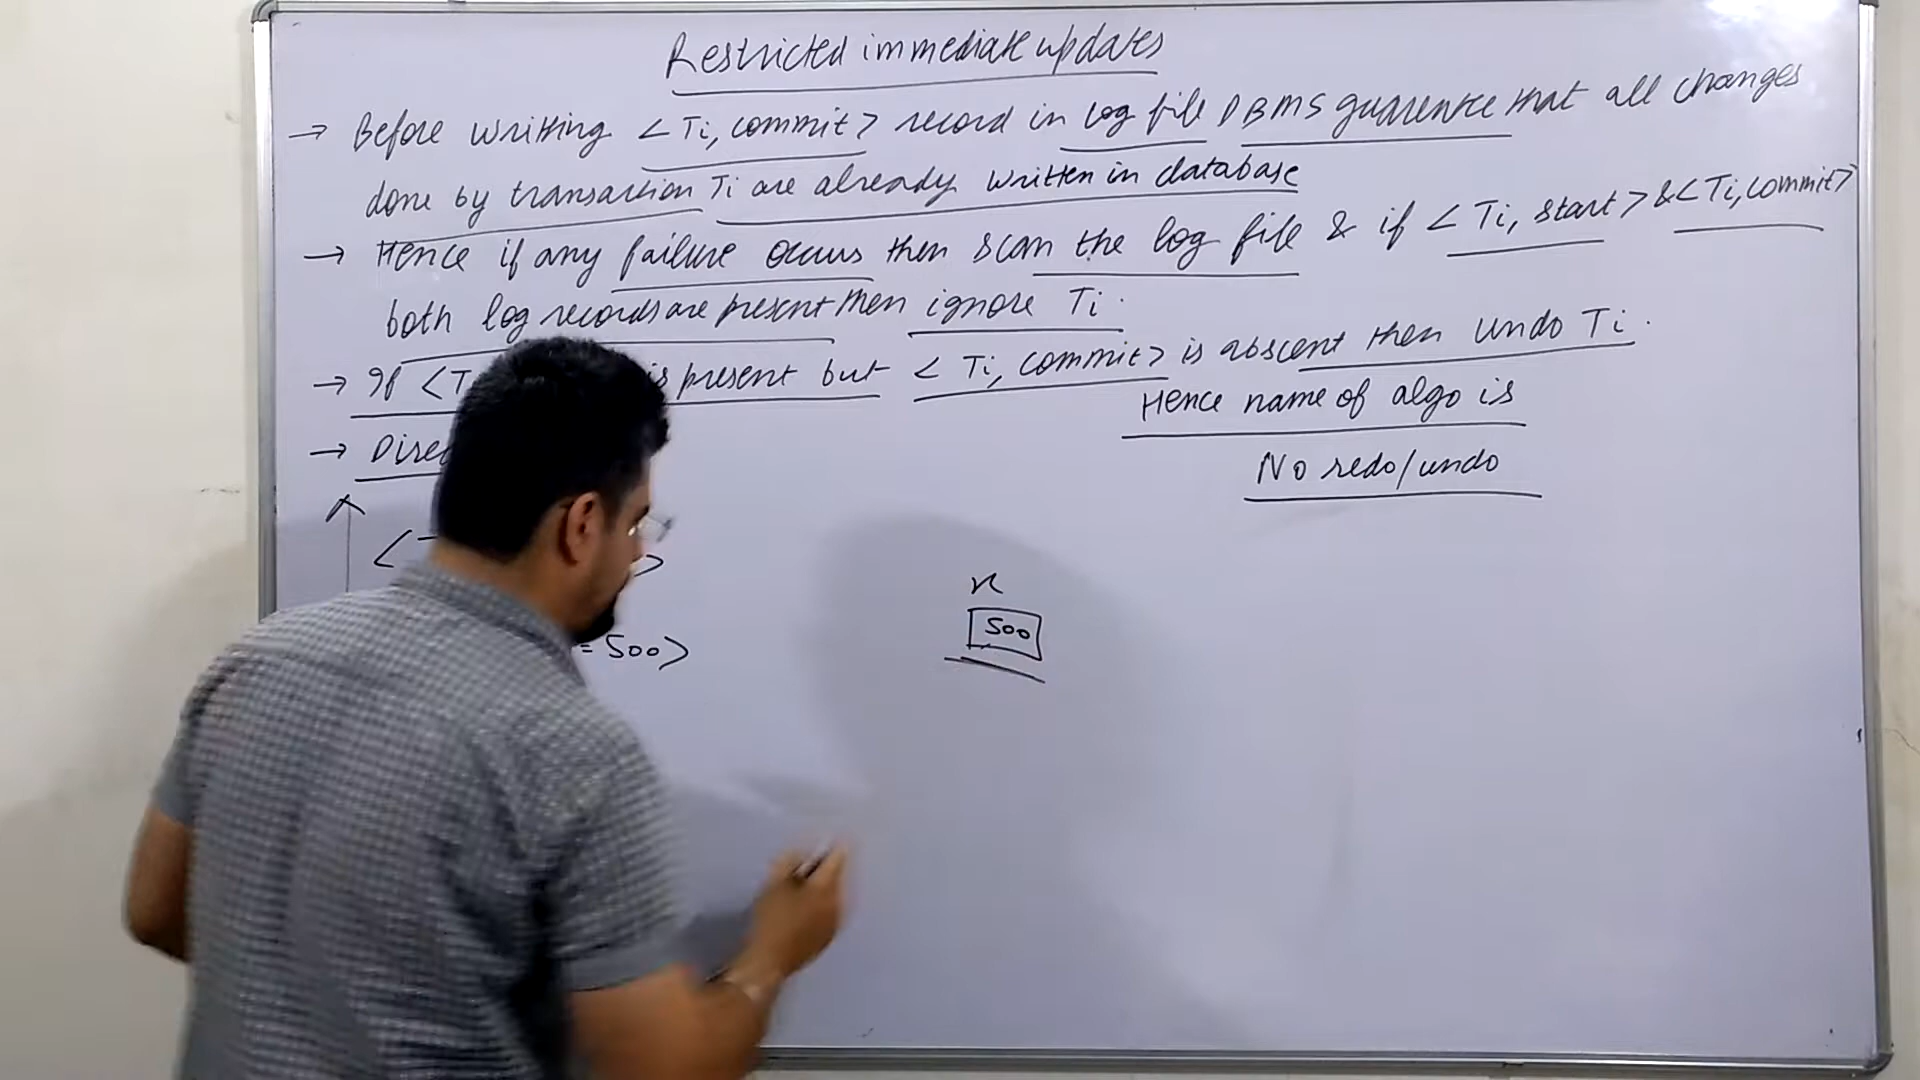 Restricted immediate updates
→ Before writting < Ti, commit > record in log file DBMS guarentee that all changes
done by transaction Ti are already written in database
→ Hence if any failure occurs then scan the log file & if < Ti, start > & < Ti, commit >
both log records are present then ignore Ti.
→ If < T is present but < Ti, commit > is abscent then undo Ti.
Hence name of algo is
→ Direc
No redo/undo
<T >
x
500
= 500>